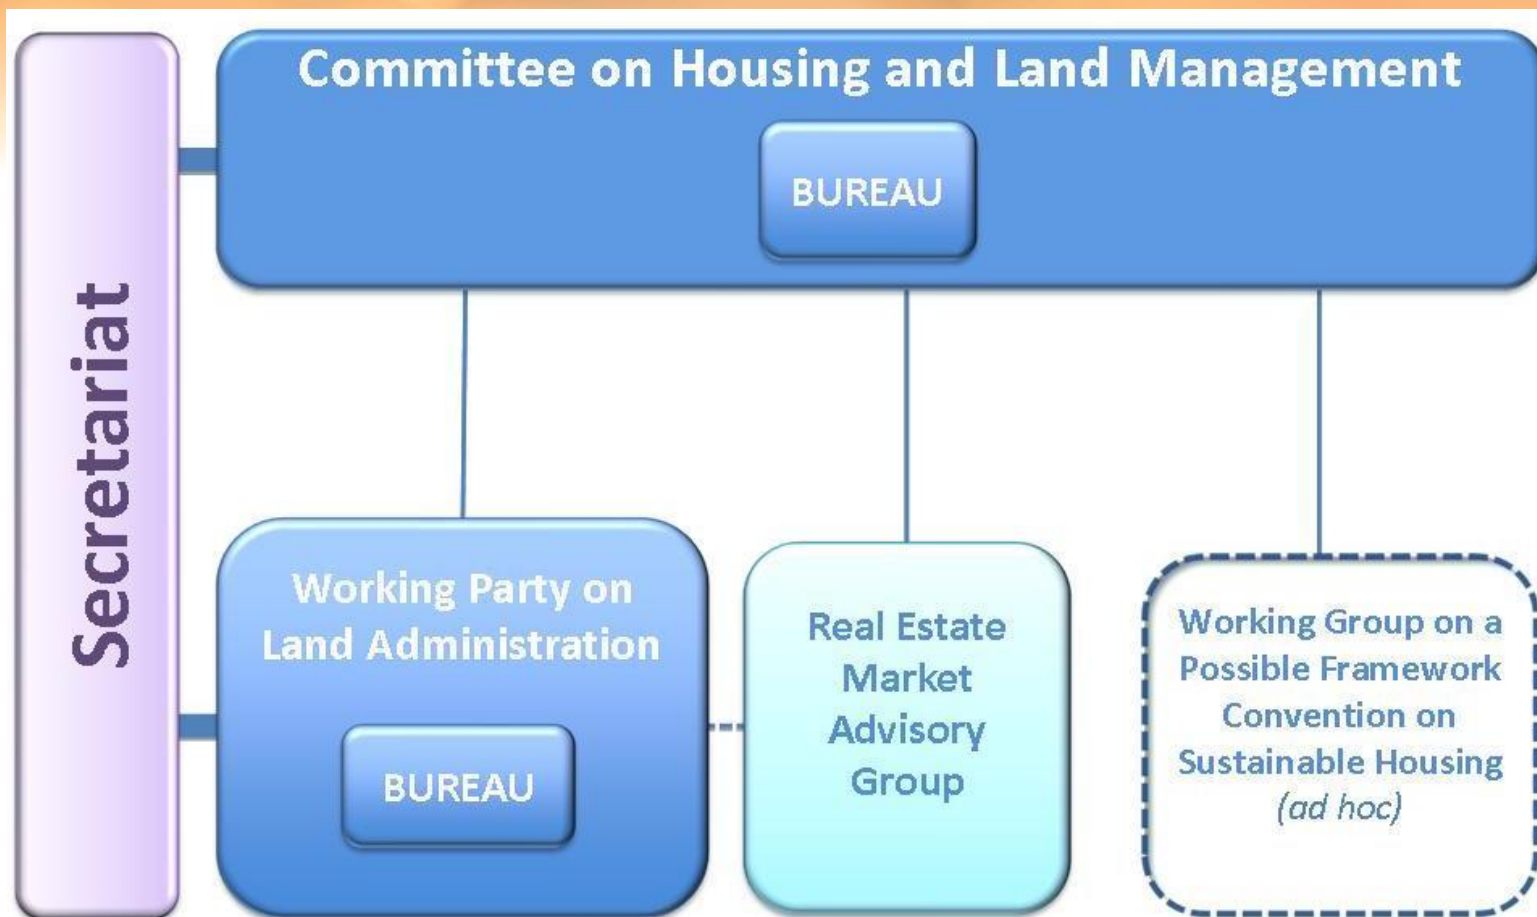 Secretariat
Committee on Housing and Land Management
BUREAU
Working Party on
Land Administration
BUREAU
Real Estate
Market
Advisory
Group
Working Group on a
Possible Framework
Convention on
Sustainable Housing
(ad hoc)